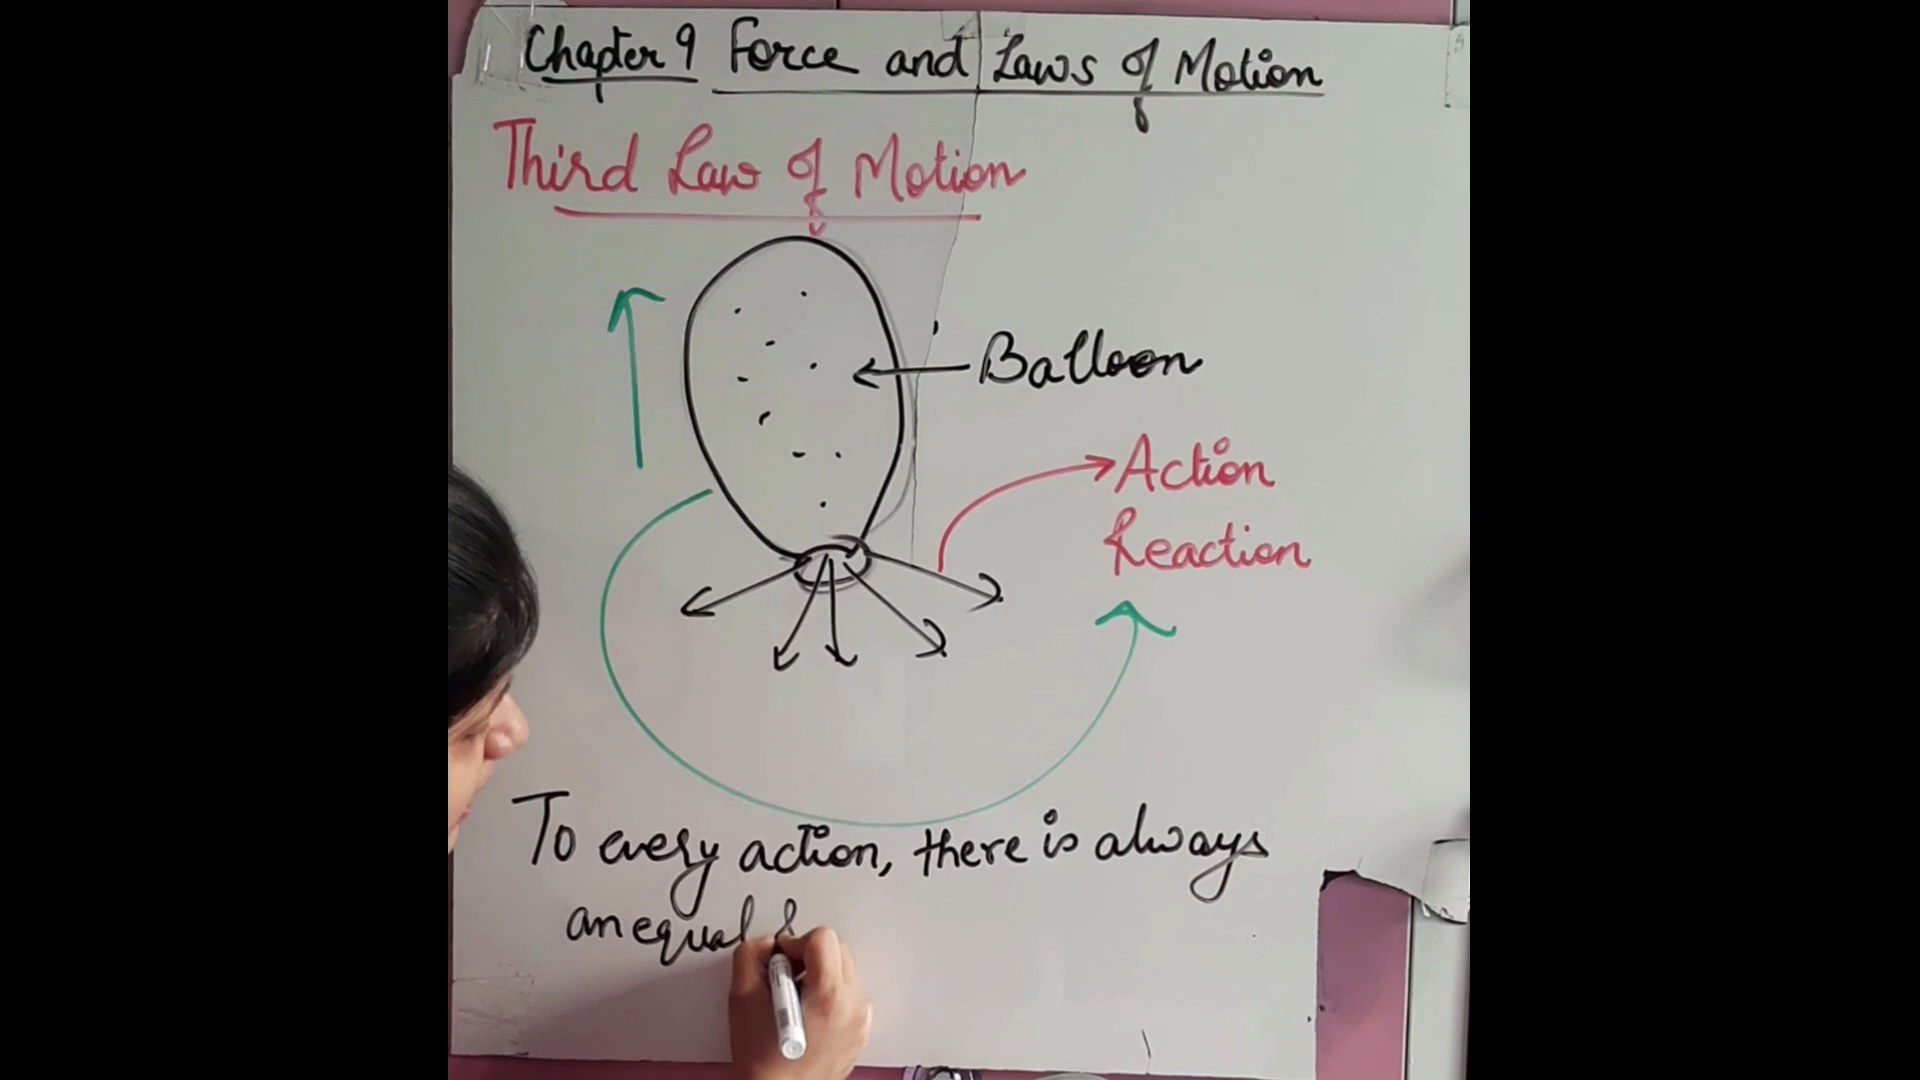 Chapter 9 Force and Laws of Motion
Third Law of Motion
Balloon
Action
Reaction
To every action, there is always
an equal &